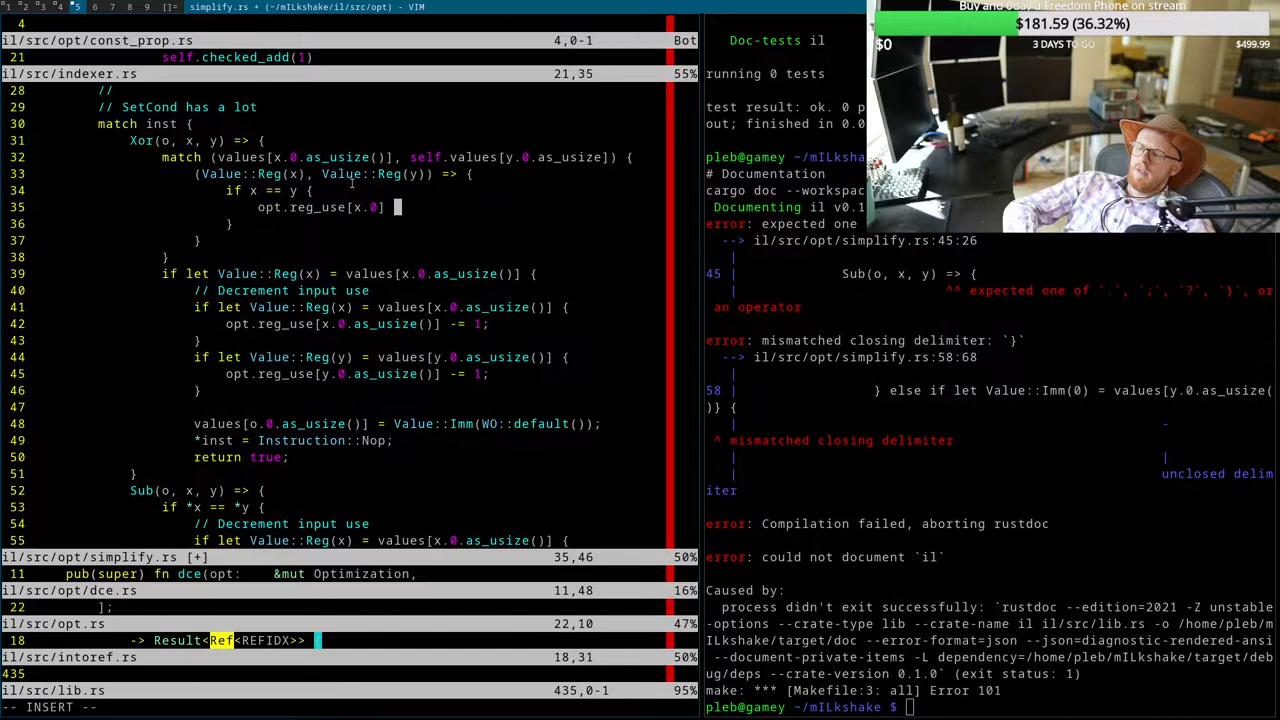 1 2 3 4 5 6 7 8 9 []= simplify.rs + (~/mILkshake/il/src/opt) - VIM
4
il/src/opt/const_prop.rs 4,0-1 Bot
21 self.checked_add(1)
il/src/indexer.rs 21,35 55%
28 //
29 // SetCond has a lot
30 match inst {
31 Xor(o, x, y) => {
32 match (values[x.0.as_usize()], self.values[y.0.as_usize]) {
33 (Value::Reg(x), Value::Reg(y)) => {
34 if x == y {
35 opt.reg_use[x.0]
36 }
37 }
38 }
39 if let Value::Reg(x) = values[x.0.as_usize()] {
40 // Decrement input use
41 if let Value::Reg(x) = values[x.0.as_usize()] {
42 opt.reg_use[x.0.as_usize()] -= 1;
43 }
44 if let Value::Reg(y) = values[y.0.as_usize()] {
45 opt.reg_use[y.0.as_usize()] -= 1;
46 }
47
48 values[o.0.as_usize()] = Value::Imm(WO::default());
49 *inst = Instruction::Nop;
50 return true;
51 }
52 Sub(o, x, y) => {
53 if *x == *y {
54 // Decrement input use
55 if let Value::Reg(x) = values[x.0.as_usize()] {
il/src/opt/simplify.rs [+] 35,46 50%
11 pub(super) fn dce(opt: &mut Optimization,
il/src/opt/dce.rs 11,48 16%
22 ];
il/src/opt.rs 22,10 47%
18 -> Result<Ref<REFIDX>> {
il/src/intoref.rs 18,31 50%
435
il/src/lib.rs 435,0-1 95%
-- INSERT --
Doc-tests il
running 0 tests
test result: ok. 0 p
out; finished in 0.0
pleb@gamey ~/mILkshake
# Documentation
cargo doc --workspac
Documenting il v0.1
error: expected one
--> il/src/opt/simplify.rs:45:26
|
45 | Sub(o, x, y) => {
| ^^ expected one of `.`, `;`, `?`, `}`, or
an operator
error: mismatched closing delimiter: `}`
--> il/src/opt/simplify.rs:58:68
|
58 | } else if let Value::Imm(0) = values[y.0.as_usize(
)} {
| -
^ mismatched closing delimiter
| |
| unclosed delim
iter
error: Compilation failed, aborting rustdoc
error: could not document `il`
Caused by:
process didn't exit successfully: `rustdoc --edition=2021 -Z unstable
-options --crate-type lib --crate-name il il/src/lib.rs -o /home/pleb/m
ILkshake/target/doc --error-format=json --json=diagnostic-rendered-ansi
--document-private-items -L dependency=/home/pleb/mILkshake/target/deb
ug/deps --crate-version 0.1.0` (exit status: 1)
make: *** [Makefile:3: all] Error 101
pleb@gamey ~/mILkshake $
Buy and 0day a Freedom Phone on stream
$181.59 (36.32%)
$0 3 DAYS TO GO $499.99